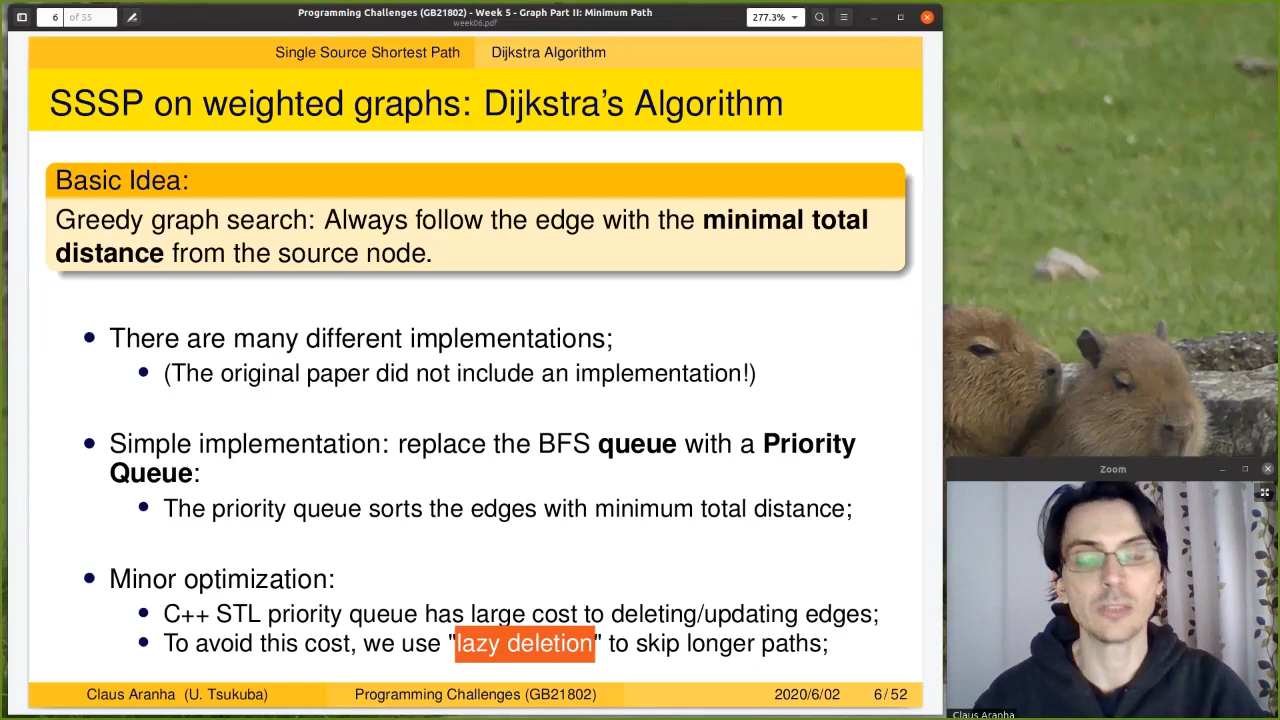 6 of 55
Programming Challenges (GB21802) - Week 5 - Graph Part II: Minimum Path
week06.pdf
277.3%
Single Source Shortest Path Dijkstra Algorithm
SSSP on weighted graphs: Dijkstra's Algorithm
Basic Idea:
Greedy graph search: Always follow the edge with the minimal total
distance from the source node.
There are many different implementations;
(The original paper did not include an implementation!)
Simple implementation: replace the BFS queue with a Priority
Queue:
The priority queue sorts the edges with minimum total distance;
Minor optimization:
C++ STL priority queue has large cost to deleting/updating edges;
To avoid this cost, we use "lazy deletion" to skip longer paths;
Claus Aranha (U. Tsukuba) Programming Challenges (GB21802) 2020/6/02 6/52
Zoom
Claus Aranha